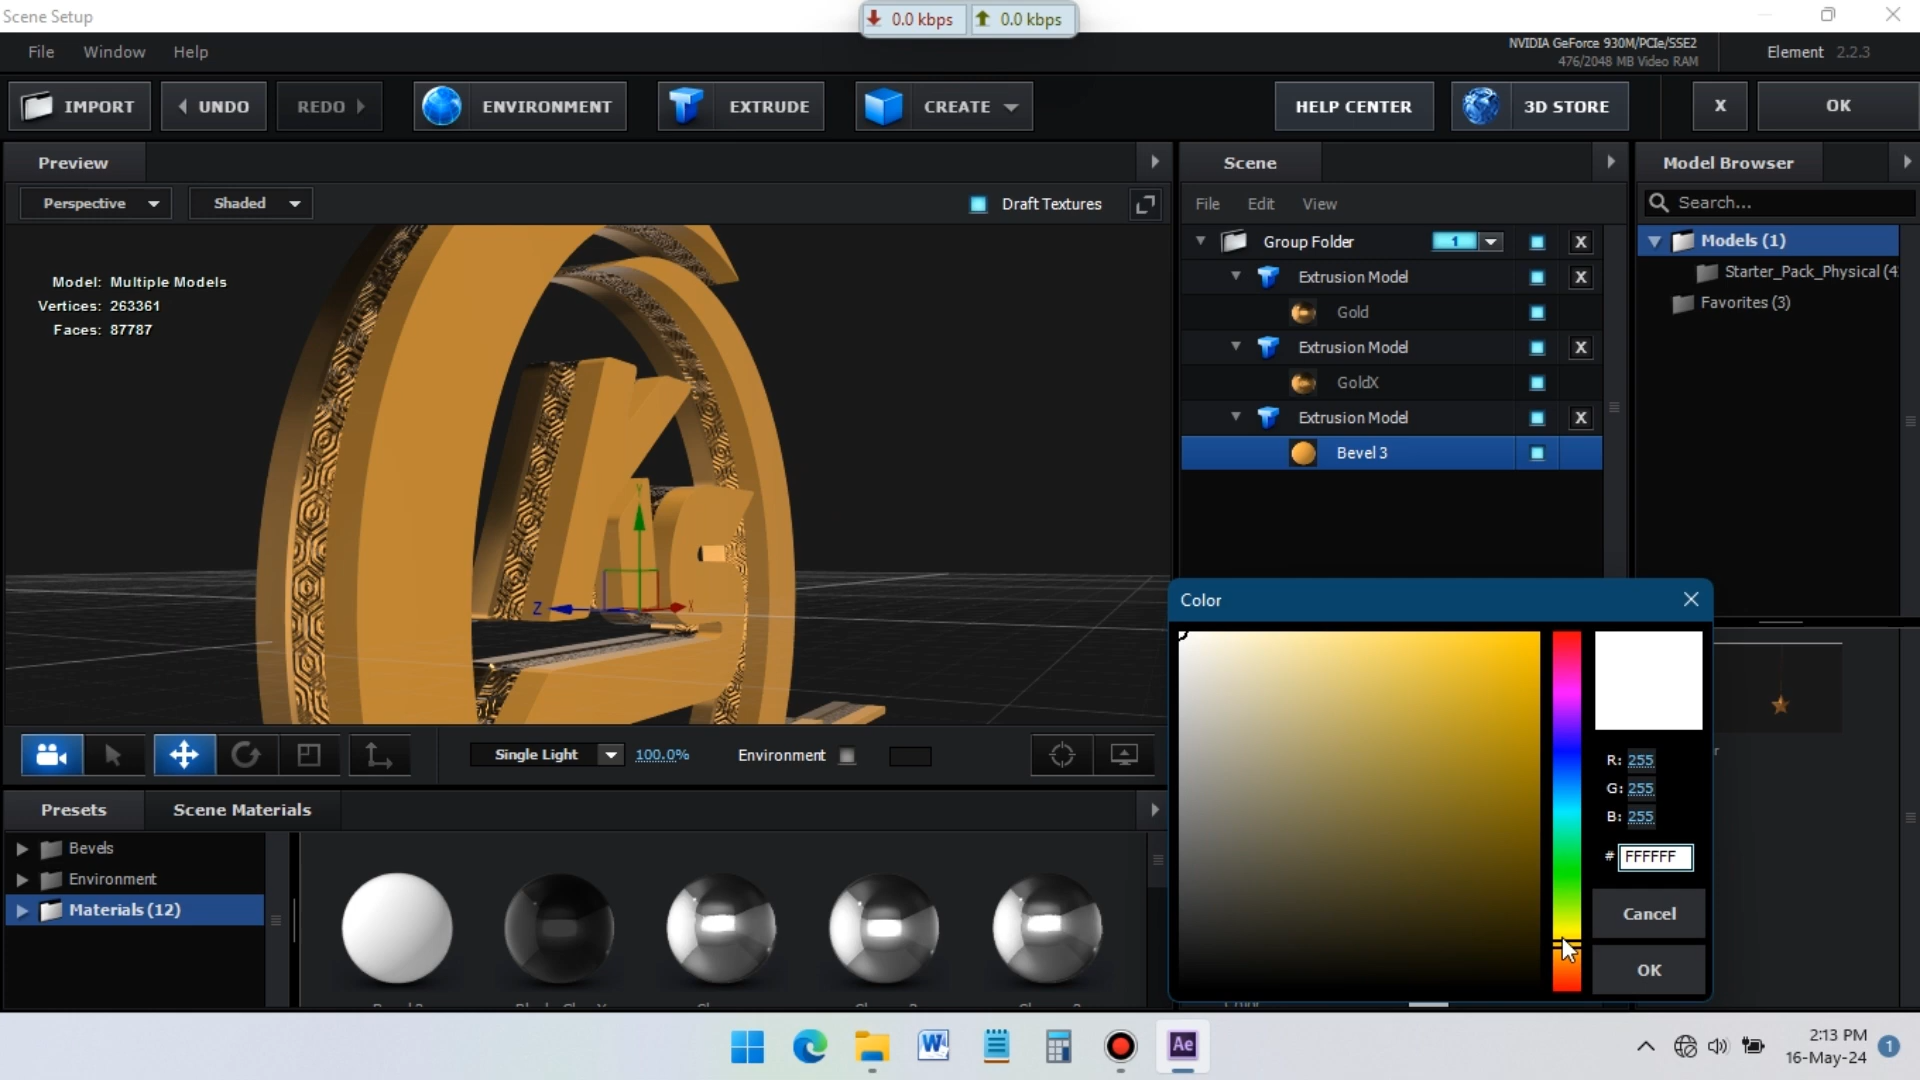 Scene Setup
0.0 kbps
0.0 kbps
File Window Help
NVIDIA GeForce 930M/PCIe/SSE2
476/2048 MB Video RAM
Element 2.2.3
IMPORT
UNDO
REDO
ENVIRONMENT
EXTRUDE
CREATE
HELP CENTER
3D STORE
X
OK
Preview
Perspective
Shaded
Draft Textures
Model: Multiple Models
Vertices: 263361
Faces: 87787
Y
Z
X
Single Light
100.0%
Environment
Scene
File Edit View
Group Folder 1 X
Extrusion Model X
Gold
Extrusion Model X
GoldX
Extrusion Model X
Bevel 3
Model Browser
Search...
Models (1)
Starter_Pack_Physical (4
Favorites (3)
Color
R: 255
G: 255
B: 255
# FFFFFF
Cancel
OK
Presets
Scene Materials
Bevels
Environment
Materials (12)
W
Ae
2:13 PM
16-May-24
1